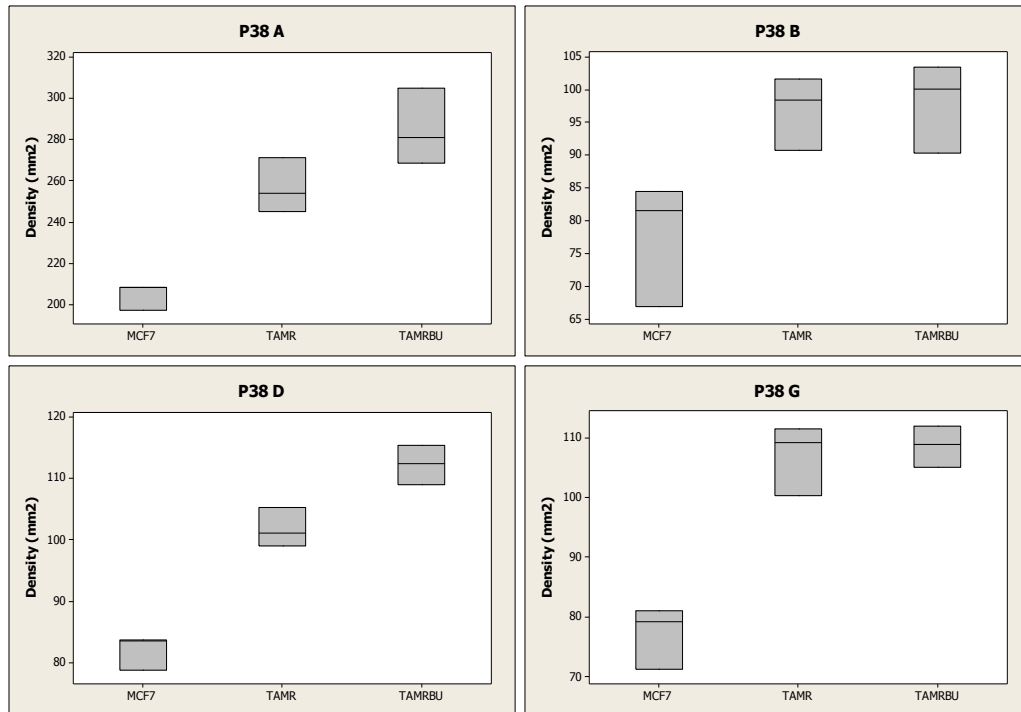 P38 A
Density (mm2)
320
300
280
260
240
220
200
MCF7 TAMR TAMRBU
P38 B
Density (mm2)
105
100
95
90
85
80
75
70
65
MCF7 TAMR TAMRBU
P38 D
Density (mm2)
120
110
100
90
80
MCF7 TAMR TAMRBU
P38 G
Density (mm2)
110
100
90
80
70
MCF7 TAMR TAMRBU